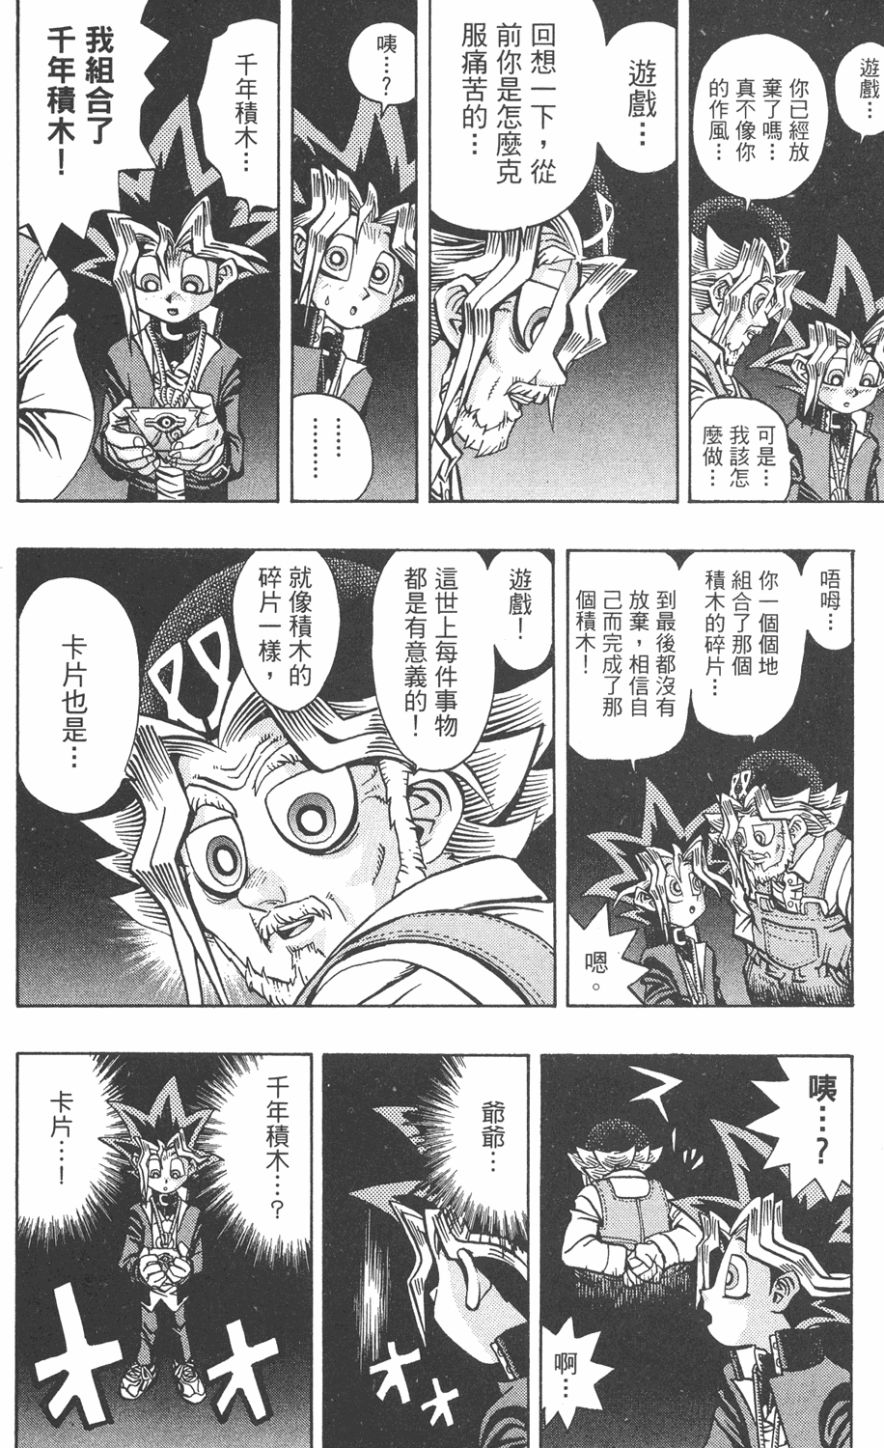 遊戲…
你已經放
棄了嗎…
真不像你
的作風…
可是…
我該怎
麼做…
遊戲…
回想一下，從
前你是怎麼克
服痛苦的…
咦…？
………
千年積木…
我組合了
千年積木！
唔呣…
你一個個地
組合了那個
積木的碎片…
到最後都沒有
放棄，相信自
己而完成了那
個積木！
嗯。
遊戲！
這世上每件事物
都是有意義的！
就像積木的
碎片一樣，
卡片也是…
咦…？
啊…
爺爺…
オオ
千年積木…？
卡片…！
オオ